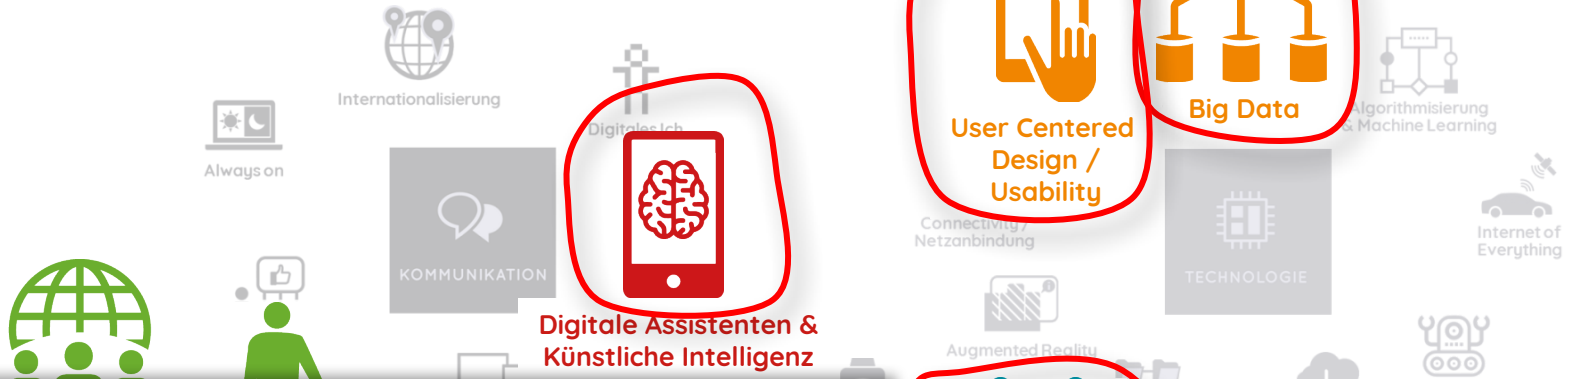 Internationalisierung
Digitales Ich
Always on
KOMMUNIKATION
Digitale Assistenten &
Künstliche Intelligenz
User Centered
Design /
Usability
Big Data
Algorithmisierung
& Machine Learning
Connectivity /
Netzanbindung
TECHNOLOGIE
Internet of
Everything
Augmented Reality